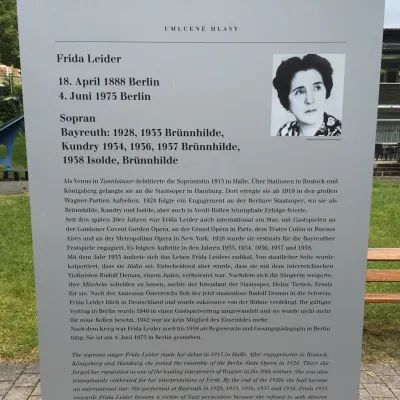 UMLČENÉ HLASY
Frida Leider
18. April 1888 Berlin
4. Juni 1975 Berlin
Sopran
Bayreuth: 1928, 1933 Brünnhilde,
Kundry 1934, 1936, 1937 Brünnhilde,
1938 Isolde, Brünnhilde
Als Venus in Tannhäuser debütierte die Sopranistin 1915 in Halle. Über Stationen in Rostock und
Königsberg gelangte sie an die Staatsoper in Hamburg. Dort erregte sie ab 1919 in den großen
Wagner-Partien Aufsehen. 1924 folgte ein Engagement an der Berliner Staatsoper, wo sie als
Brünnhilde, Kundry und Isolde, aber auch in Verdi-Rollen triumphale Erfolge feierte.
Seit den späten 20er Jahren war Frida Leider auch international ein Star, mit Gastspielen an
der Londoner Covent Garden Opera, an der Grand Opéra in Paris, dem Teatro Colón in Buenos
Aires und an der Metropolitan Opera in New York. 1928 wurde sie erstmals für die Bayreuther
Festspiele engagiert. Es folgten Auftritte in den Jahren 1933, 1934, 1936, 1937 und 1938.
Mit dem Jahr 1933 änderte sich das Leben Frida Leiders radikal. Von staatlicher Seite wurde
kolportiert, dass sie Jüdin sei. Entscheidend aber wurde, dass sie mit dem österreichischen
Violinisten Rudolf Deman, einem Juden, verheiratet war. Nachdem sich die Sängerin weigerte,
ihre Mischehe scheiden zu lassen, suchte der Intendant der Staatsoper, Heinz Tietjen, Ersatz
für sie. Nach der Annexion Österreichs floh der jetzt staatenlose Rudolf Deman in die Schweiz.
Frida Leider blieb in Deutschland und wurde sukzessive von der Bühne verdrängt. Ihr gültiger
Vertrag in Berlin wurde 1940 in einen Gastspielvertrag umgewandelt und sie wurde nicht mehr
für neue Rollen besetzt. 1942 war sie kein Mitglied des Ensembles mehr.
Nach dem Krieg war Frida Leider noch bis als Regisseurin und Gesangspädagogin in Berlin
tätig. Sie ist am 4. Juni 1975 in Berlin gestorben.
The soprano singer Frida Leider made her debut in 1915 in Halle. After engagements in Rostock,
Königsberg and Hamburg she joined the ensemble of the Berlin State Opera in 1924. There she
forged her reputation as one of the leading interpreters of Wagner in the 20th century. She was also
triumphantly celebrated for her interpretations of Verdi. By the end of the 1920s she had become
an international star. She performed at Bayreuth in 1928, 1933, 1934, 1936, 1937 and 1938. From 1933
onwards Frida Leider became a victim of Nazi persecution because she refused to seek divorce